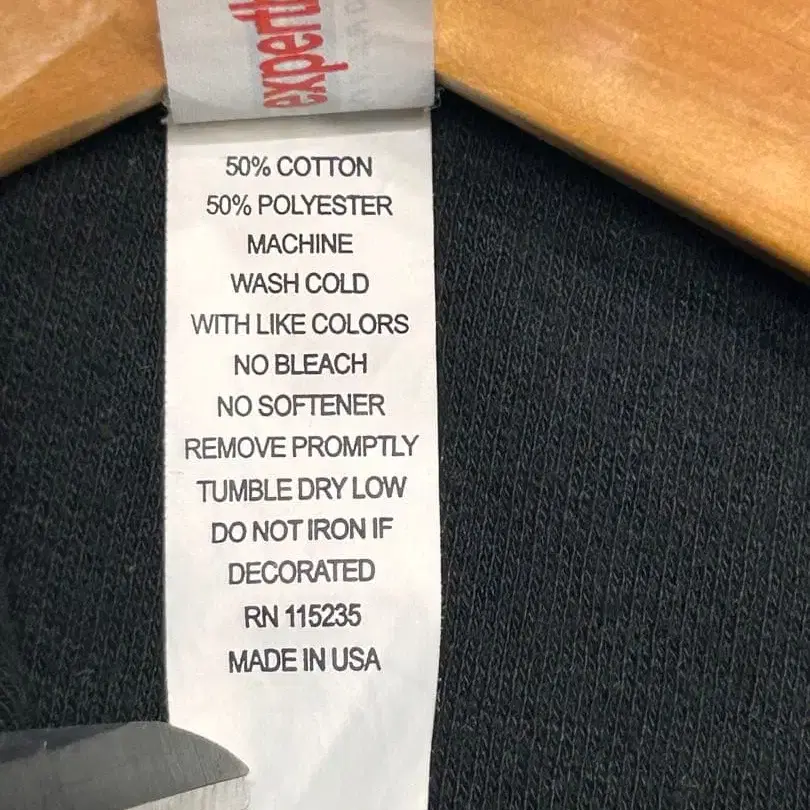 expert
50% COTTON
50% POLYESTER
MACHINE
WASH COLD
WITH LIKE COLORS
NO BLEACH
NO SOFTENER
REMOVE PROMPTLY
TUMBLE DRY LOW
DO NOT IRON IF
DECORATED
RN 115235
MADE IN USA